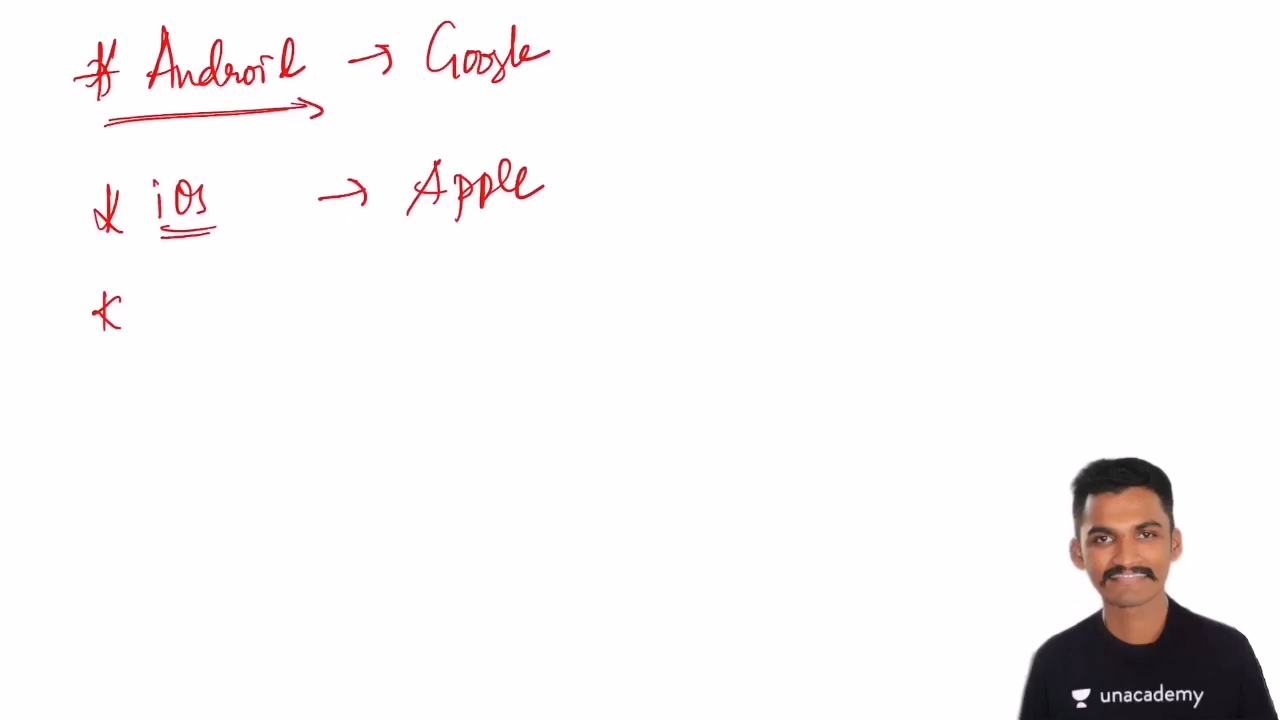 * Android → Google
* iOS → Apple
*
unacademy